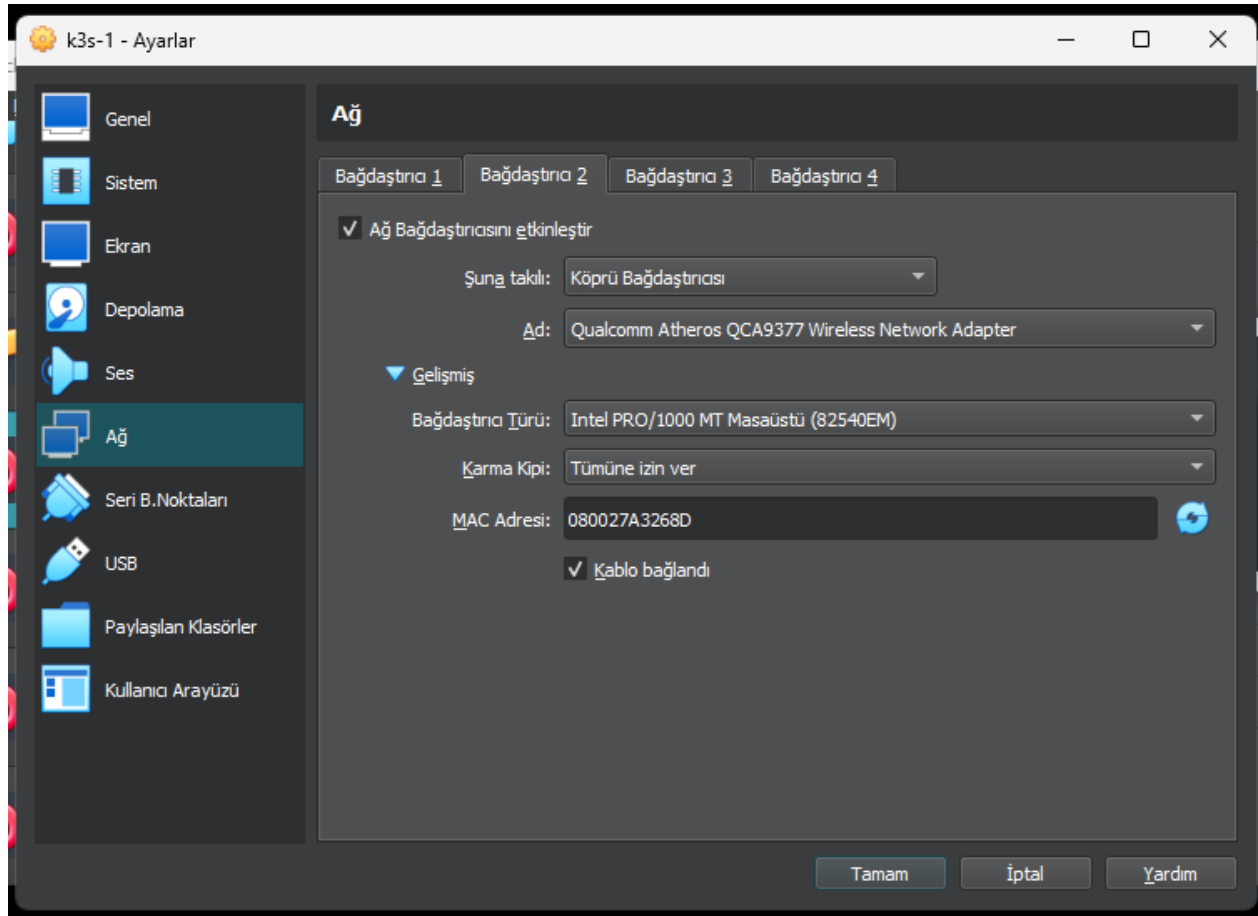 k3s-1 - Ayarlar
Genel
Sistem
Ekran
Depolama
Ses
Ağ
Seri B.Noktaları
USB
Paylaşılan Klasörler
Kullanıcı Arayüzü
Ağ
Bağdaştırıcı 1 Bağdaştırıcı 2 Bağdaştırıcı 3 Bağdaştırıcı 4
Ağ Bağdaştırıcısını etkinleştir
Şuna takılı: Köprü Bağdaştırıcısı
Ad: Qualcomm Atheros QCA9377 Wireless Network Adapter
Gelişmiş
Bağdaştırıcı Türü: Intel PRO/1000 MT Masaüstü (82540EM)
Karma Kipi: Tümüne izin ver
MAC Adresi: 080027A3268D
Kablo bağlandı
Tamam İptal Yardım